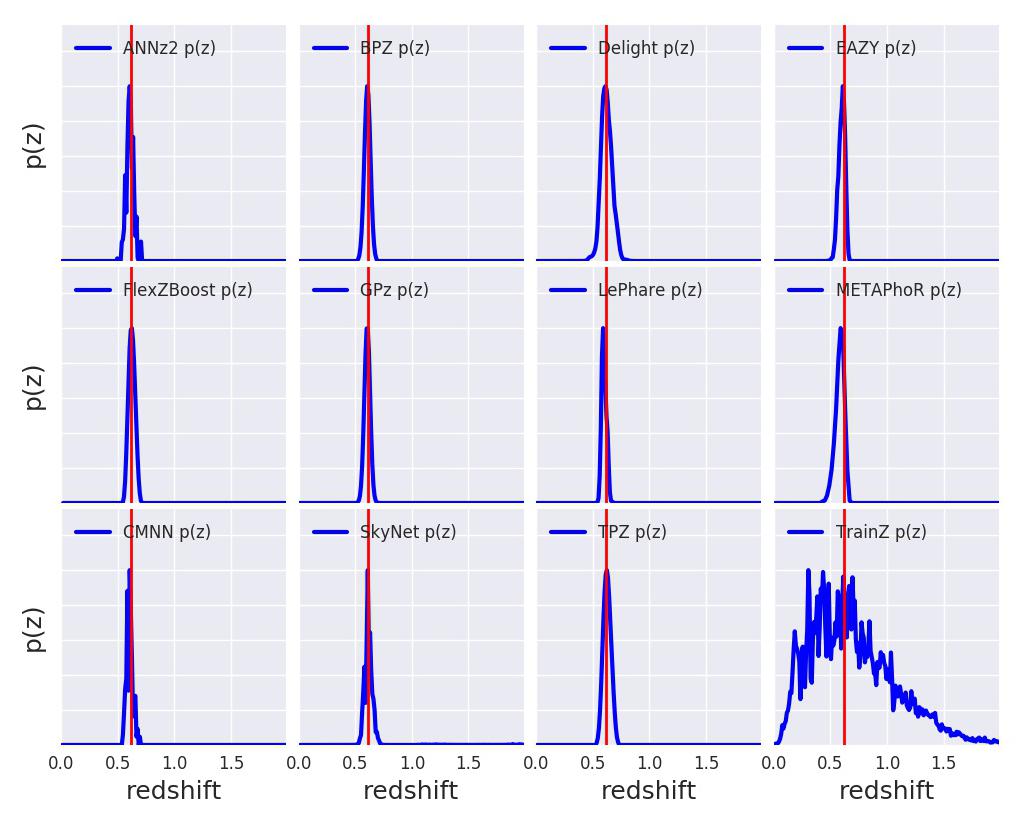 ANNz2 p(z)
BPZ p(z)
Delight p(z)
EAZY p(z)
p(z)
FlexZBoost p(z)
GPz p(z)
LePhare p(z)
METAPhoR p(z)
p(z)
CMNN p(z)
SkyNet p(z)
TPZ p(z)
TrainZ p(z)
p(z)
0.0 0.5 1.0 1.5 0.0 0.5 1.0 1.5 0.0 0.5 1.0 1.5 0.0 0.5 1.0 1.5
redshift redshift redshift redshift